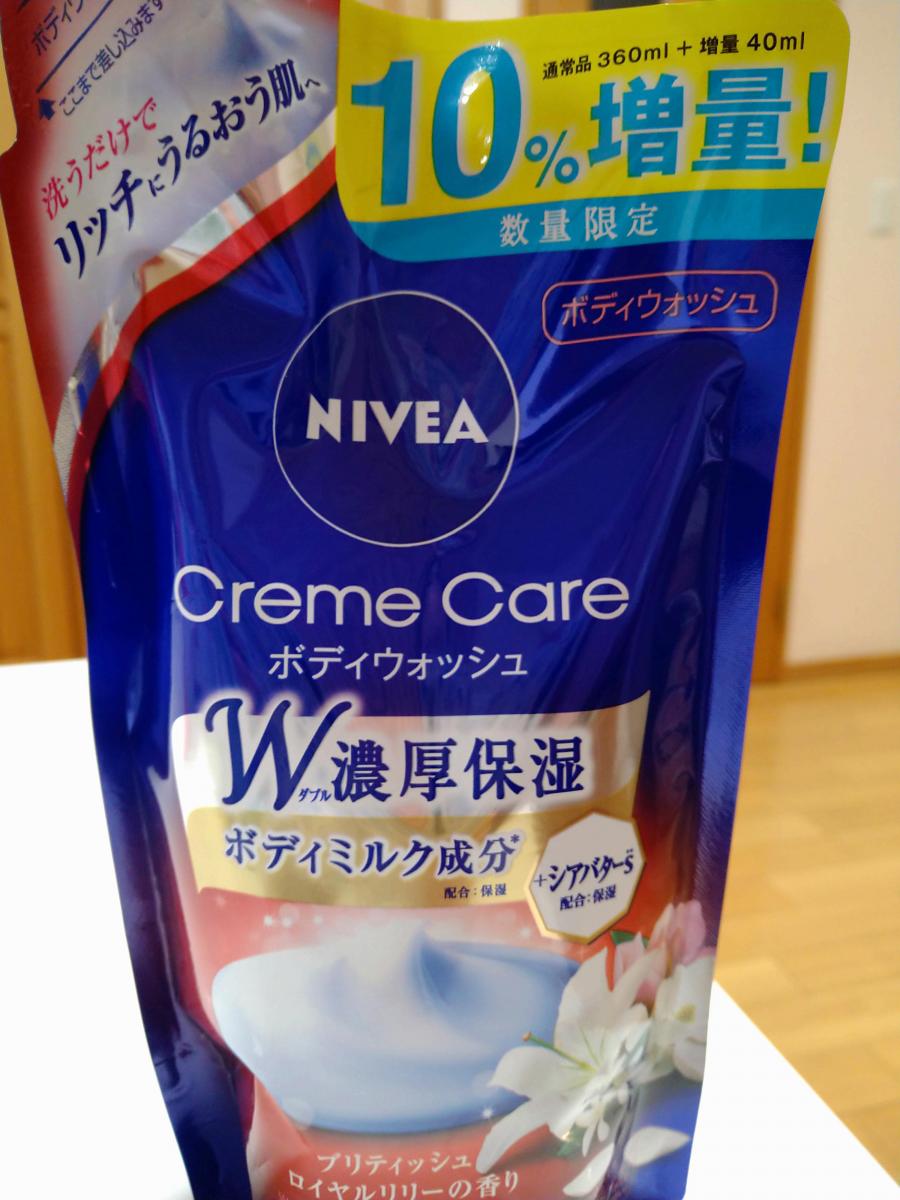 ここまで差し込みます
洗うだけで
リッチにうるおう肌へ
通常品 360ml + 増量 40ml
10%増量!
数量限定
ボディウォッシュ
NIVEA
Creme Care
ボディウォッシュ
W濃厚保湿
ダブル
ボディミルク成分*
配合:保湿
+シアバターS
配合:保湿
ブリティッシュ
ロイヤルリリーの香り